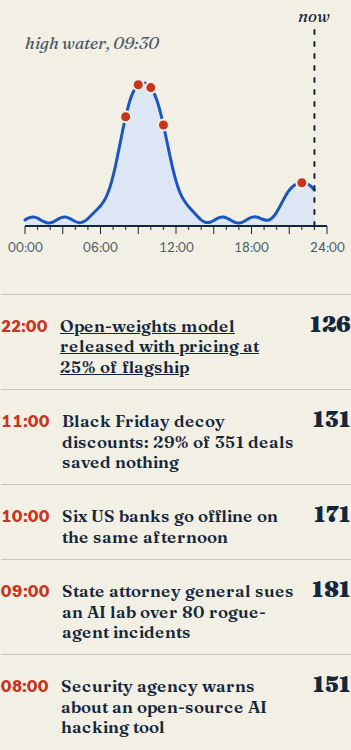 now
high water, 09:30
00:00 06:00 12:00 18:00 24:00
22:00 Open-weights model 126
released with pricing at
25% of flagship
11:00 Black Friday decoy 131
discounts: 29% of 351 deals
saved nothing
10:00 Six US banks go offline on 171
the same afternoon
09:00 State attorney general sues 181
an AI lab over 80 rogue-
agent incidents
08:00 Security agency warns 151
about an open-source AI
hacking tool